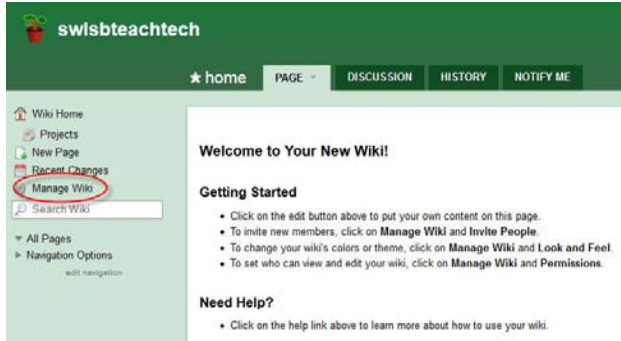 swlsbteachtech
★ home PAGE DISCUSSION HISTORY NOTIFY ME
Wiki Home
Projects
New Page
Recent Changes
Manage Wiki
Search Wiki
All Pages
Navigation Options
edit navigation
Welcome to Your New Wiki!
Getting Started
• Click on the edit button above to put your own content on this page.
• To invite new members, click on Manage Wiki and Invite People.
• To change your wiki's colors or theme, click on Manage Wiki and Look and Feel.
• To set who can view and edit your wiki, click on Manage Wiki and Permissions.
Need Help?
• Click on the help link above to learn more about how to use your wiki.